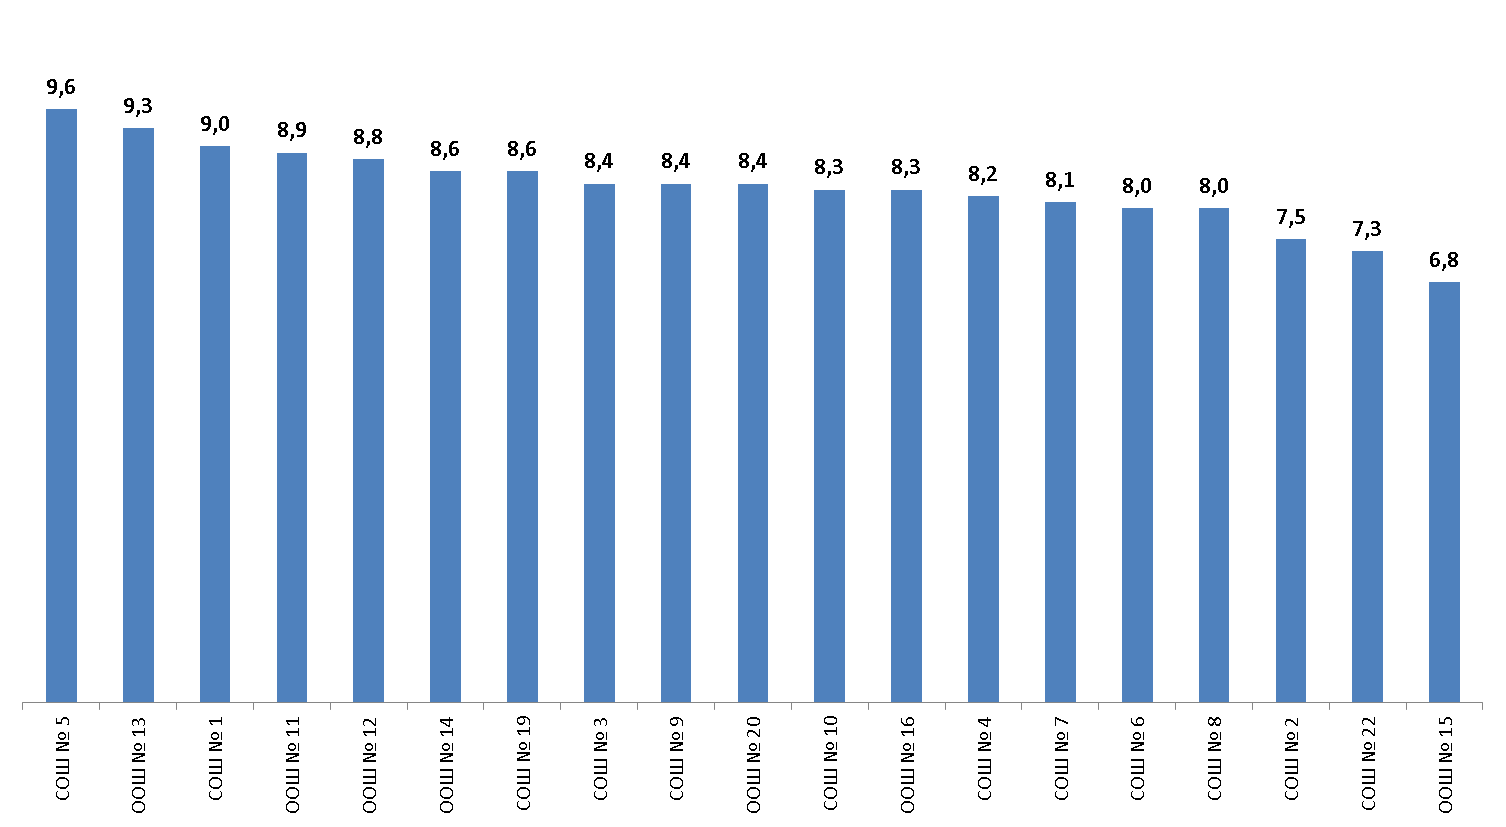 9,6
9,3
9,0
8,9
8,8
8,6
8,6
8,4
8,4
8,4
8,3
8,3
8,2
8,1
8,0
8,0
7,5
7,3
6,8
СОШ № 5
ООШ № 13
СОШ № 1
ООШ № 11
ООШ № 12
ООШ № 14
СОШ № 19
СОШ № 3
СОШ № 9
ООШ № 20
СОШ № 10
ООШ № 16
СОШ № 4
СОШ № 7
СОШ № 6
СОШ № 8
СОШ № 2
СОШ № 22
ООШ № 15